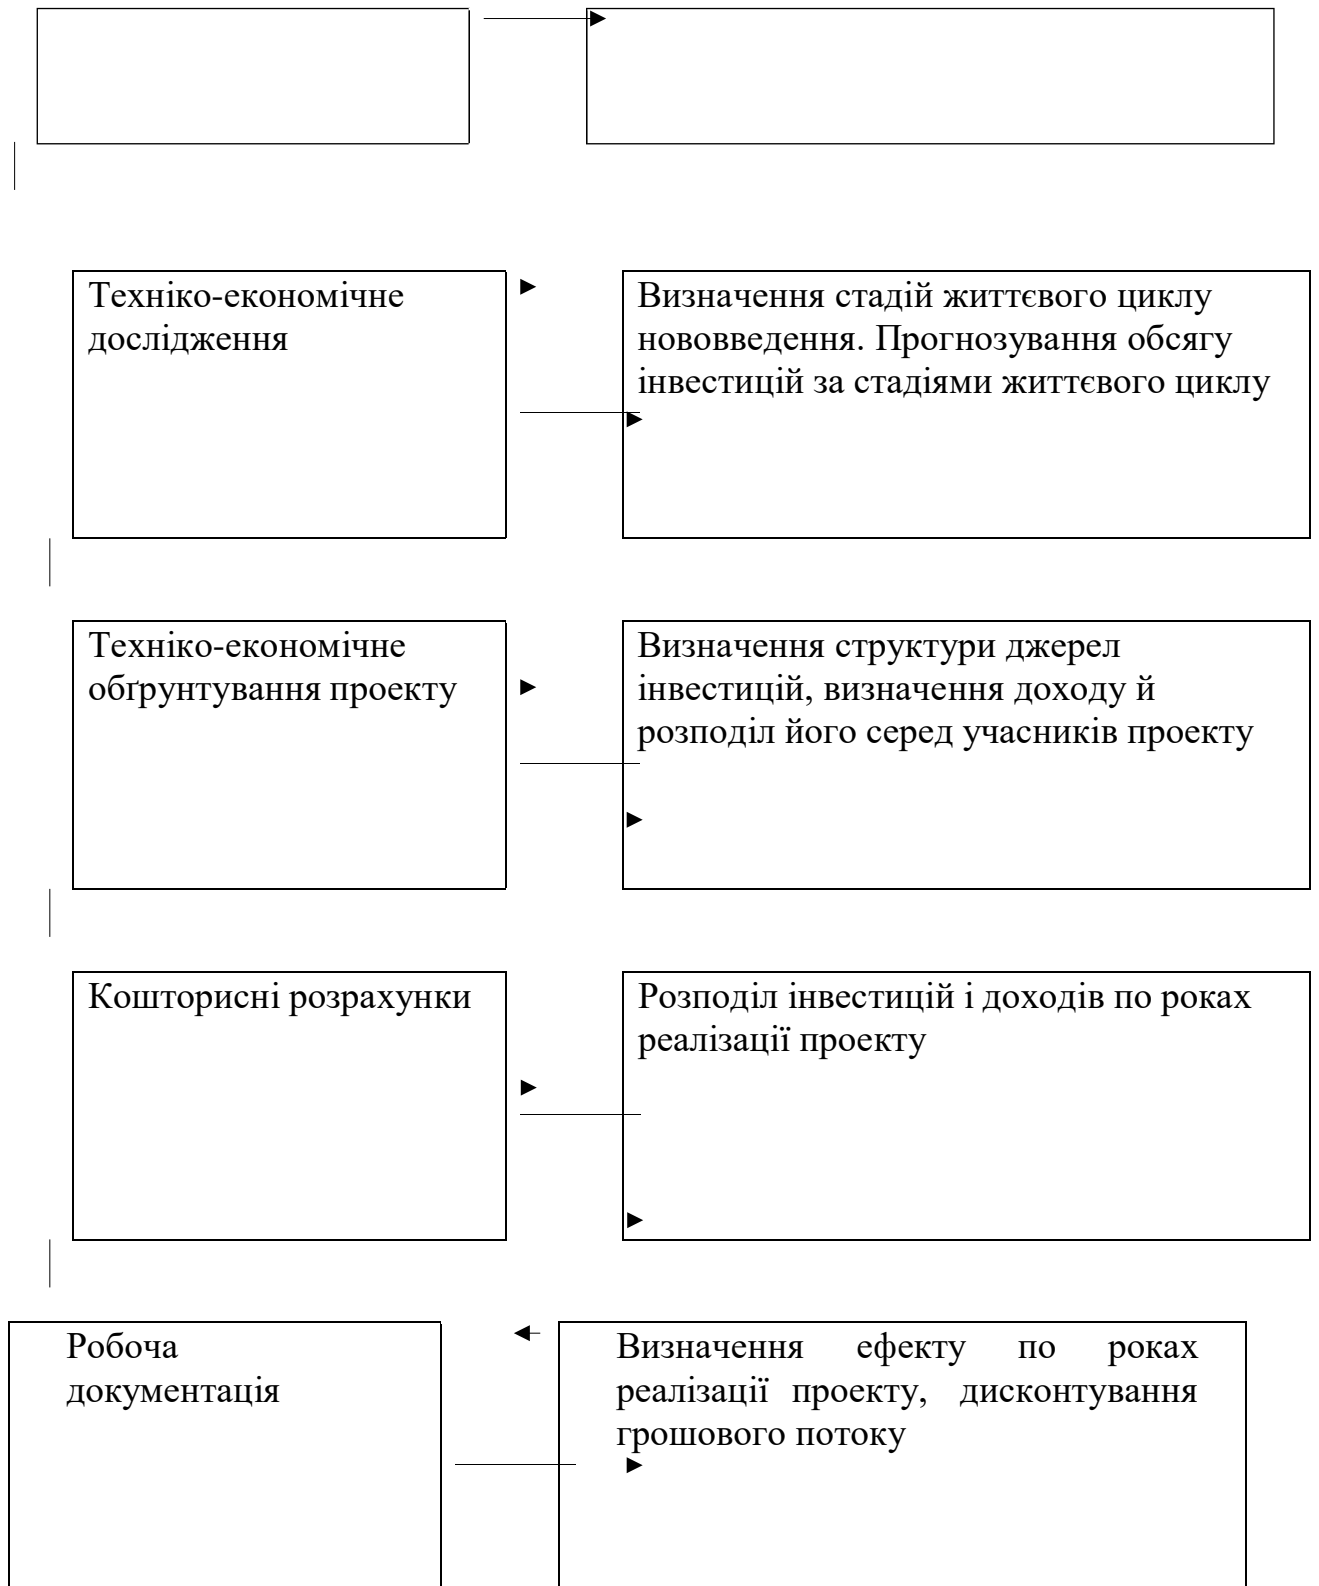 Техніко-економічне
дослідження
Визначення стадій життєвого циклу
нововведення. Прогнозування обсягу
інвестицій за стадіями життєвого циклу
Техніко-економічне
обґрунтування проекту
Визначення структури джерел
інвестицій, визначення доходу й
розподіл його серед учасників проекту
Кошторисні розрахунки
Розподіл інвестицій і доходів по роках
реалізації проекту
Робоча
документація
Визначення ефекту по роках
реалізації проекту, дисконтування
грошового потоку